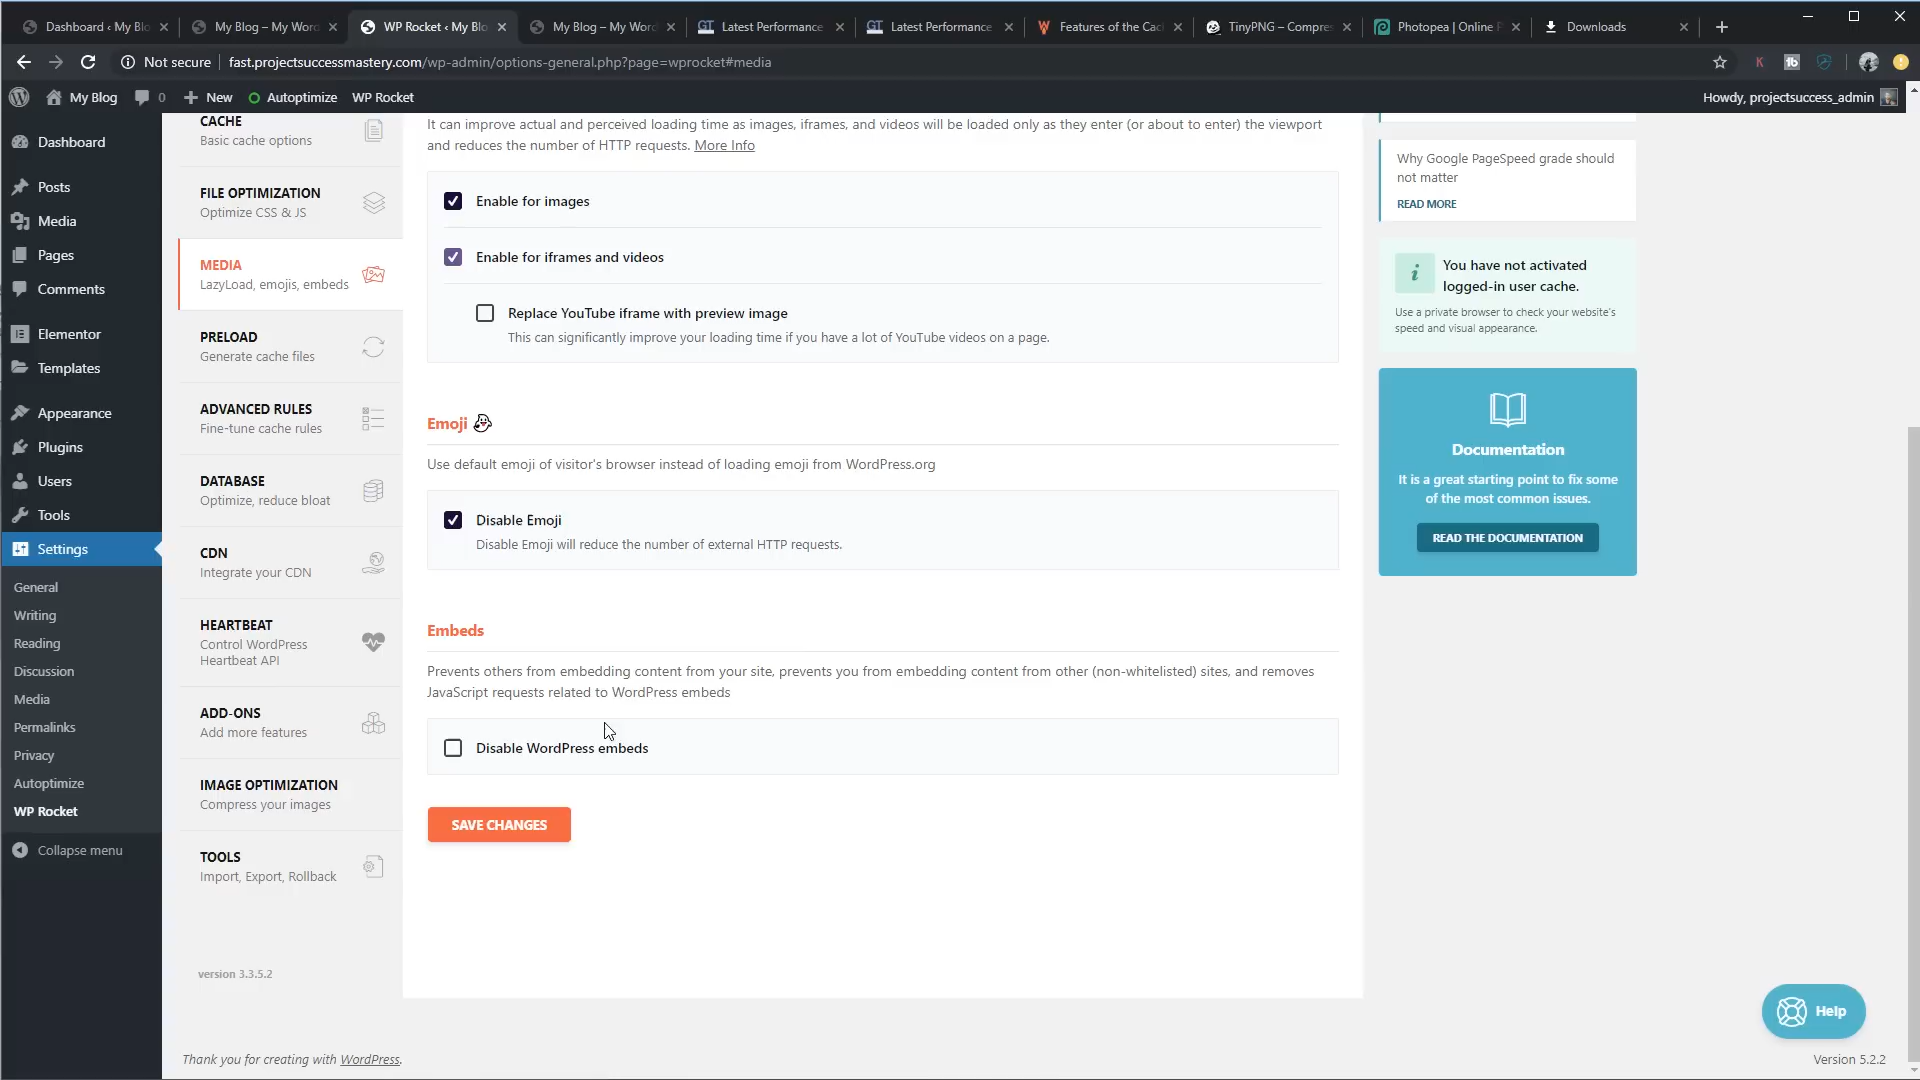 Dashboard ‹ My Blo
My Blog – My Wor
WP Rocket ‹ My Blo
My Blog – My Wor
GT Latest Performance
GT Latest Performance
Features of the Cac
TinyPNG – Compres
Photopea | Online P
Downloads
Not secure
fast.projectsuccessmastery.com/wp-admin/options-general.php?page=wprocket#media
My Blog
0
New
Autoptimize
WP Rocket
Howdy, projectsuccess_admin
Dashboard
Posts
Media
Pages
Comments
Elementor
Templates
Appearance
Plugins
Users
Tools
Settings
General
Writing
Reading
Discussion
Media
Permalinks
Privacy
Autoptimize
WP Rocket
Collapse menu
CACHE
Basic cache options
FILE OPTIMIZATION
Optimize CSS & JS
MEDIA
LazyLoad, emojis, embeds
PRELOAD
Generate cache files
ADVANCED RULES
Fine-tune cache rules
DATABASE
Optimize, reduce bloat
CDN
Integrate your CDN
HEARTBEAT
Control WordPress
Heartbeat API
ADD-ONS
Add more features
IMAGE OPTIMIZATION
Compress your images
TOOLS
Import, Export, Rollback
version 3.3.5.2
It can improve actual and perceived loading time as images, iframes, and videos will be loaded only as they enter (or about to enter) the viewport
and reduces the number of HTTP requests. More Info
Enable for images
Enable for iframes and videos
Replace YouTube iframe with preview image
This can significantly improve your loading time if you have a lot of YouTube videos on a page.
Emoji
Use default emoji of visitor's browser instead of loading emoji from WordPress.org
Disable Emoji
Disable Emoji will reduce the number of external HTTP requests.
Embeds
Prevents others from embedding content from your site, prevents you from embedding content from other (non-whitelisted) sites, and removes
JavaScript requests related to WordPress embeds
Disable WordPress embeds
SAVE CHANGES
Why Google PageSpeed grade should
not matter
READ MORE
You have not activated
logged-in user cache.
Use a private browser to check your website's
speed and visual appearance.
Documentation
It is a great starting point to fix some
of the most common issues.
READ THE DOCUMENTATION
Help
Thank you for creating with WordPress.
Version 5.2.2